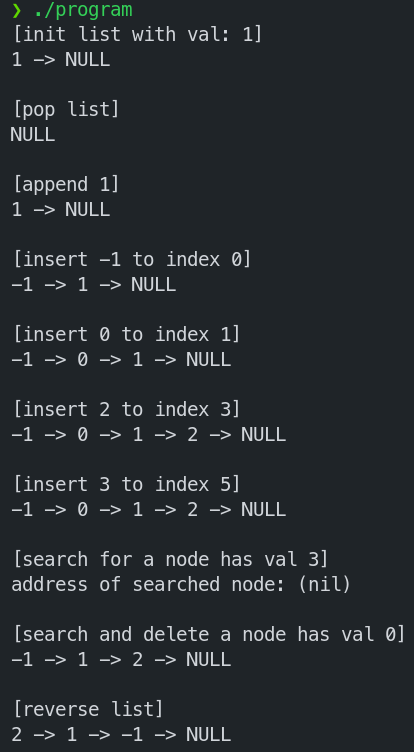 ❯ ./program
[init list with val: 1]
1 -> NULL
[pop list]
NULL
[append 1]
1 -> NULL
[insert -1 to index 0]
-1 -> 1 -> NULL
[insert 0 to index 1]
-1 -> 0 -> 1 -> NULL
[insert 2 to index 3]
-1 -> 0 -> 1 -> 2 -> NULL
[insert 3 to index 5]
-1 -> 0 -> 1 -> 2 -> NULL
[search for a node has val 3]
address of searched node: (nil)
[search and delete a node has val 0]
-1 -> 1 -> 2 -> NULL
[reverse list]
2 -> 1 -> -1 -> NULL